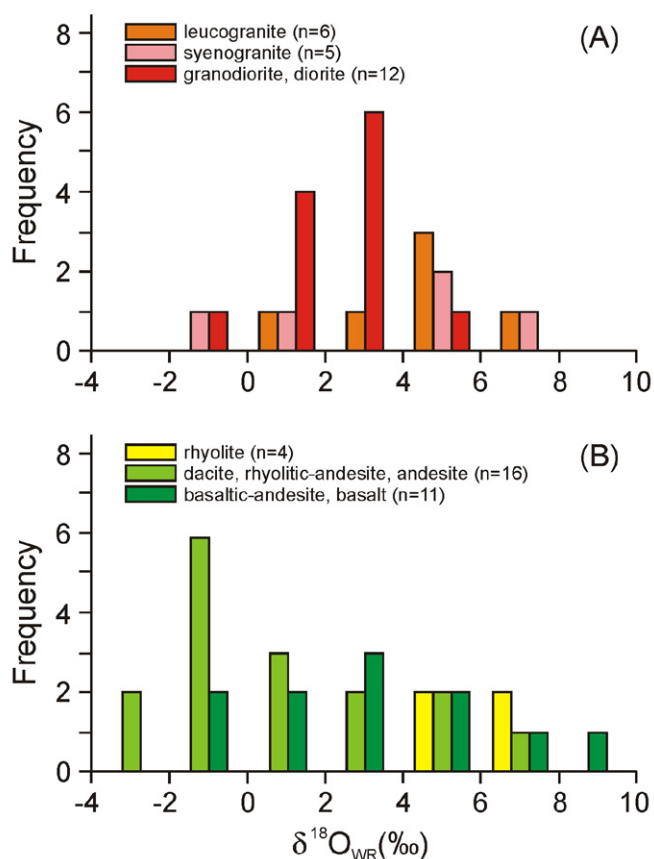 (A)
leucogranite (n=6)
syenogranite (n=5)
granodiorite, diorite (n=12)
Frequency
8
6
4
2
0
-4 -2 0 2 4 6 8 10
(B)
rhyolite (n=4)
dacite, rhyolitic-andesite, andesite (n=16)
basaltic-andesite, basalt (n=11)
Frequency
8
6
4
2
0
-4 -2 0 2 4 6 8 10
δ¹⁸O_WR(‰)